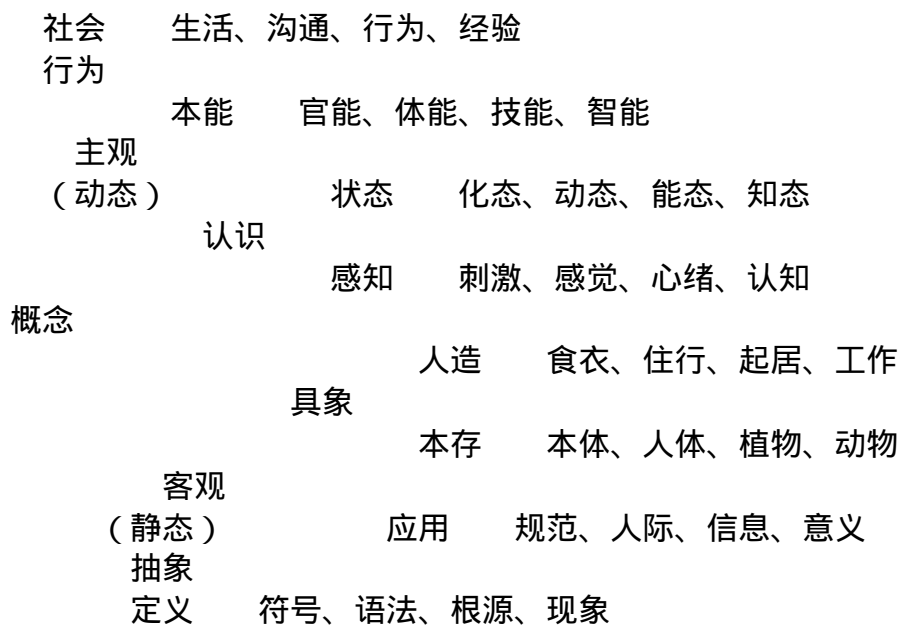 社会 生活、沟通、行为、经验
行为
本能 官能、体能、技能、智能
主观
（动态） 状态 化态、动态、能态、知态
认识
感知 刺激、感觉、心绪、认知
概念
人造 食衣、住行、起居、工作
具象
本存 本体、人体、植物、动物
客观
（静态） 应用 规范、人际、信息、意义
抽象
定义 符号、语法、根源、现象